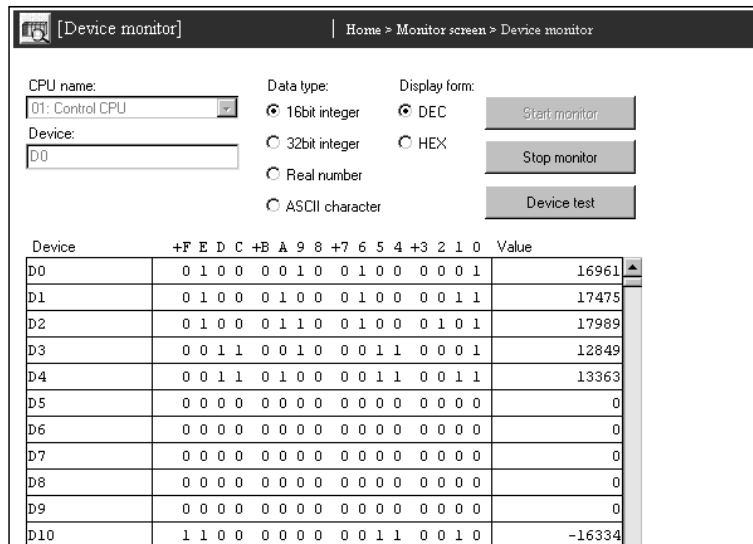 [Device monitor] Home > Monitor screen > Device monitor
CPU name: Data type: Display form:
01: Control CPU 16bit integer DEC Start monitor
Device: 32bit integer HEX Stop monitor
D0 Real number
ASCII character Device test
Device +F E D C +B A 9 8 +7 6 5 4 +3 2 1 0 Value
D0 0 1 0 0 0 0 1 0 0 1 0 0 0 0 0 1 16961
D1 0 1 0 0 0 1 0 0 0 1 0 0 0 0 1 1 17475
D2 0 1 0 0 0 1 1 0 0 1 0 0 0 1 0 1 17989
D3 0 0 1 1 0 0 1 0 0 0 1 1 0 0 0 1 12849
D4 0 0 1 1 0 1 0 0 0 0 1 1 0 0 1 1 13363
D5 0 0 0 0 0 0 0 0 0 0 0 0 0 0 0 0 0
D6 0 0 0 0 0 0 0 0 0 0 0 0 0 0 0 0 0
D7 0 0 0 0 0 0 0 0 0 0 0 0 0 0 0 0 0
D8 0 0 0 0 0 0 0 0 0 0 0 0 0 0 0 0 0
D9 0 0 0 0 0 0 0 0 0 0 0 0 0 0 0 0 0
D10 1 1 0 0 0 0 0 0 0 0 1 1 0 0 1 0 -16334